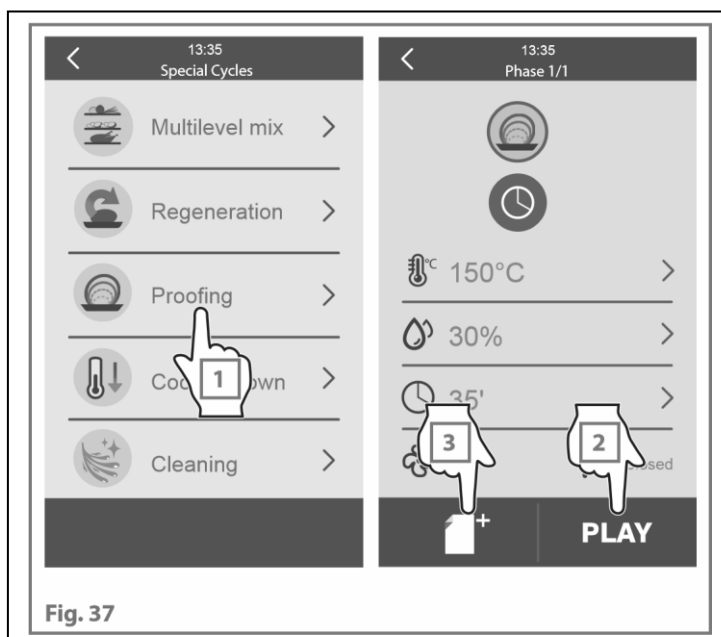 13:35
Special Cycles
Multilevel mix
Regeneration
Proofing
1
Cleaning
13:35
Phase 1/1
°C 150°C
30%
35'
3
2
PLAY
Fig. 37